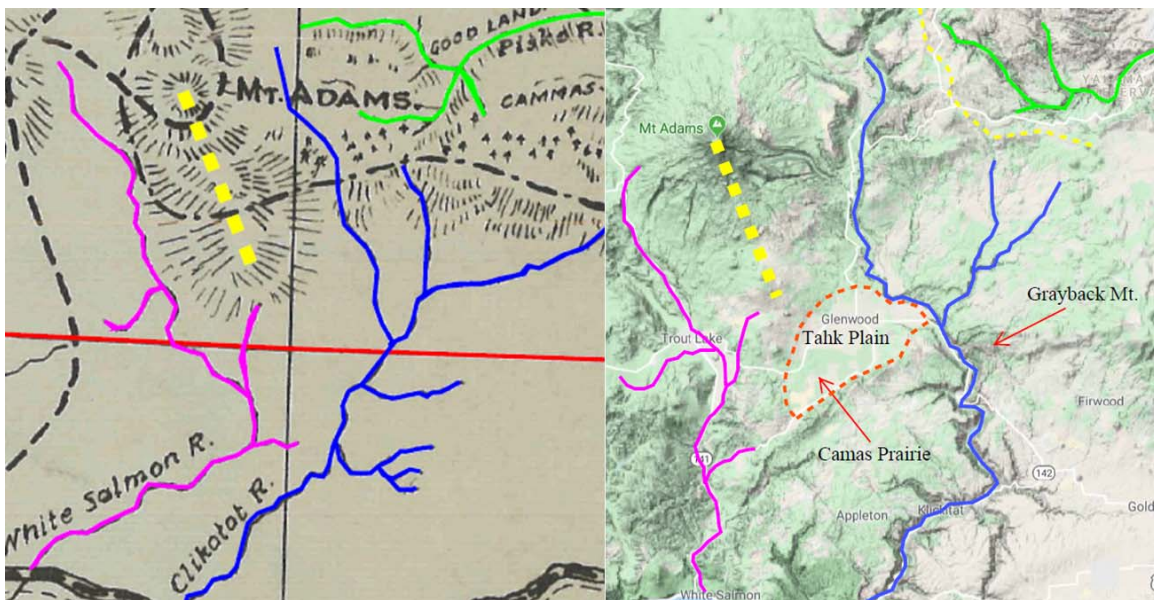 GOOD LAND
Pisko R.
MT. ADAMS.
CAMMAS
White Salmon R.
Clikatat R.
Mt Adams
Grayback Mt.
Glenwood
Trout Lake
Tahk Plain
Firwood
Camas Prairie
141
142
Appleton
Klickitat
Gold
White Salmon